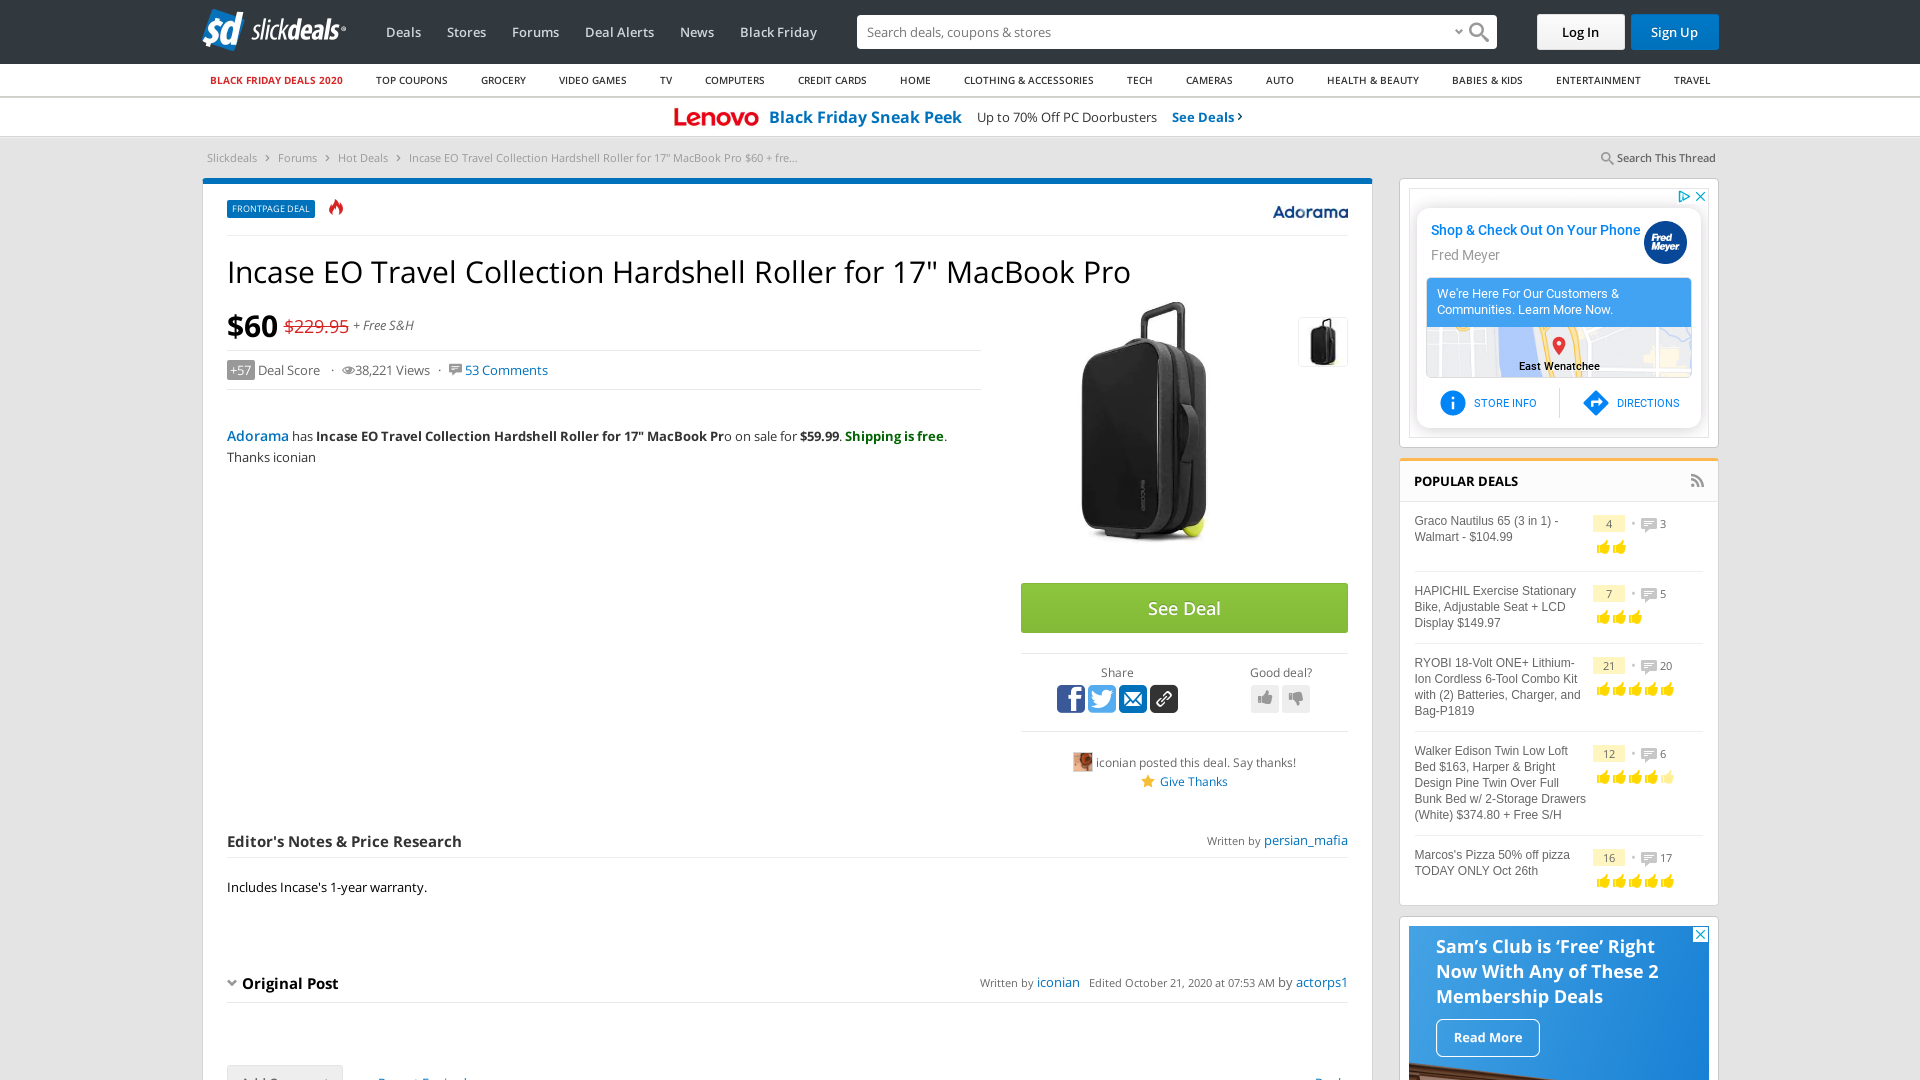 sd slickdeals
Deals Stores Forums Deal Alerts News Black Friday
Search deals, coupons & stores
Log In
Sign Up
BLACK FRIDAY DEALS 2020 TOP COUPONS GROCERY VIDEO GAMES TV COMPUTERS CREDIT CARDS HOME CLOTHING & ACCESSORIES TECH CAMERAS AUTO HEALTH & BEAUTY BABIES & KIDS ENTERTAINMENT TRAVEL
Lenovo Black Friday Sneak Peek Up to 70% Off PC Doorbusters See Deals ›
Slickdeals › Forums › Hot Deals › Incase EO Travel Collection Hardshell Roller for 17" MacBook Pro $60 + fre...
Search This Thread
FRONTPAGE DEAL
Adorama
Incase EO Travel Collection Hardshell Roller for 17" MacBook Pro
$60 $229.95 + Free S&H
+57 Deal Score · 38,221 Views · 53 Comments
Adorama has Incase EO Travel Collection Hardshell Roller for 17" MacBook Pro on sale for $59.99. Shipping is free.
Thanks iconian
See Deal
Share
Good deal?
iconian posted this deal. Say thanks!
Give Thanks
Editor's Notes & Price Research
Written by persian_mafia
Includes Incase's 1-year warranty.
Original Post
Written by iconian Edited October 21, 2020 at 07:53 AM by actorps1
Shop & Check Out On Your Phone
Fred Meyer
Fred Meyer
We're Here For Our Customers &
Communities. Learn More Now.
East Wenatchee
STORE INFO
DIRECTIONS
POPULAR DEALS
Graco Nautilus 65 (3 in 1) -
Walmart - $104.99
4 • 3
HAPICHIL Exercise Stationary
Bike, Adjustable Seat + LCD
Display $149.97
7 • 5
RYOBI 18-Volt ONE+ Lithium-
Ion Cordless 6-Tool Combo Kit
with (2) Batteries, Charger, and
Bag-P1819
21 • 20
Walker Edison Twin Low Loft
Bed $163, Harper & Bright
Design Pine Twin Over Full
Bunk Bed w/ 2-Storage Drawers
(White) $374.80 + Free S/H
12 • 6
Marcos's Pizza 50% off pizza
TODAY ONLY Oct 26th
16 • 17
Sam's Club is ‘Free’ Right
Now With Any of These 2
Membership Deals
Read More